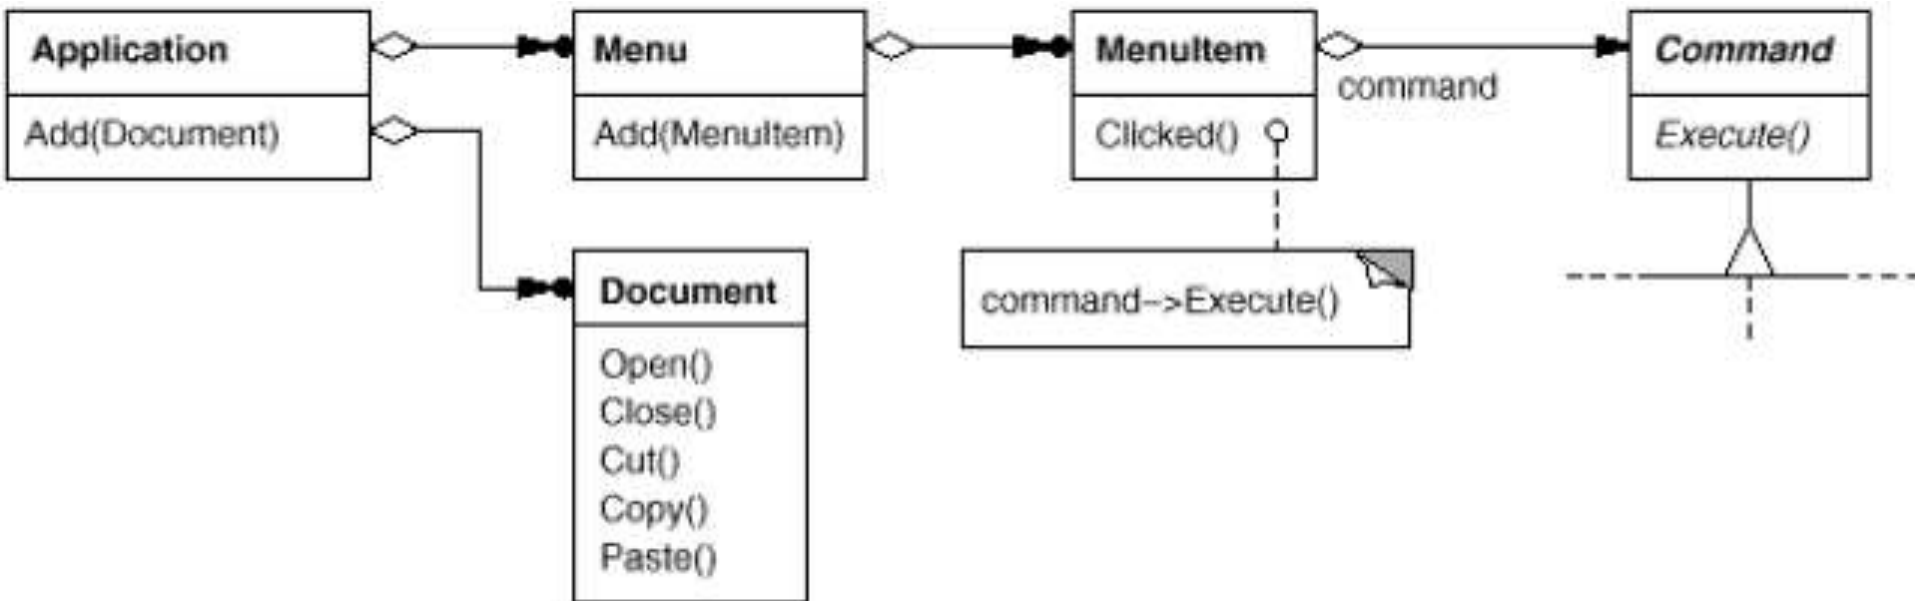 Application
Add(Document)
Menu
Add(MenuItem)
MenuItem
Clicked()
command
Command
Execute()
command->Execute()
Document
Open()
Close()
Cut()
Copy()
Paste()